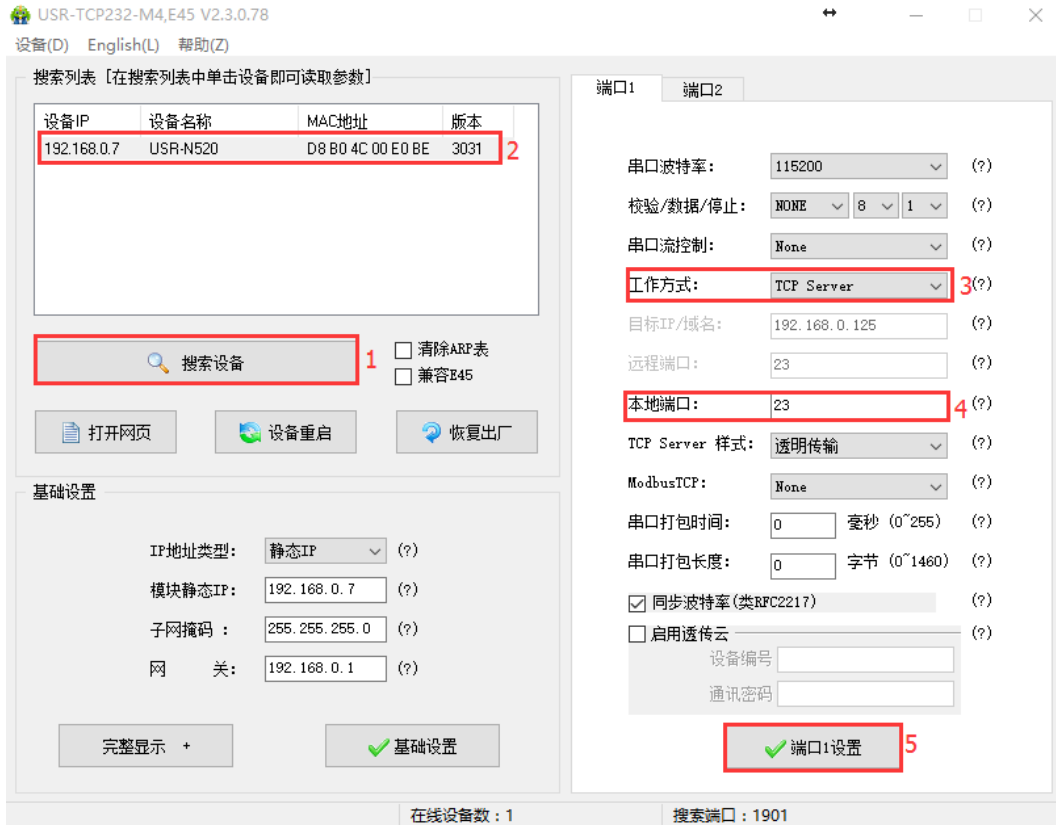 USR-TCP232-M4,E45 V2.3.0.78
设备(D) English(L) 帮助(Z)
搜索列表 [在搜索列表中单击设备即可读取参数]
设备IP 设备名称 MAC地址 版本
192.168.0.7 USR-N520 D8 B0 4C 00 E0 BE 3031 2
搜索设备 1
清除ARP表
兼容E45
打开网页 设备重启 恢复出厂
基础设置
IP地址类型: 静态IP (?)
模块静态IP: 192.168.0.7 (?)
子网掩码 : 255.255.255.0 (?)
网 关: 192.168.0.1 (?)
完整显示 + 基础设置
端口1 端口2
串口波特率: 115200 (?)
校验/数据/停止: NONE 8 1 (?)
串口流控制: None (?)
工作方式: TCP Server 3 (?)
目标IP/域名: 192.168.0.125 (?)
远程端口: 23 (?)
本地端口: 23 4 (?)
TCP Server 样式: 透明传输 (?)
ModbusTCP: None (?)
串口打包时间: 0 毫秒 (0~255) (?)
串口打包长度: 0 字节 (0~1460) (?)
同步波特率(类RFC2217) (?)
启用透传云 (?)
设备编号
通讯密码
端口1设置 5
在线设备数：1 搜索端口：1901